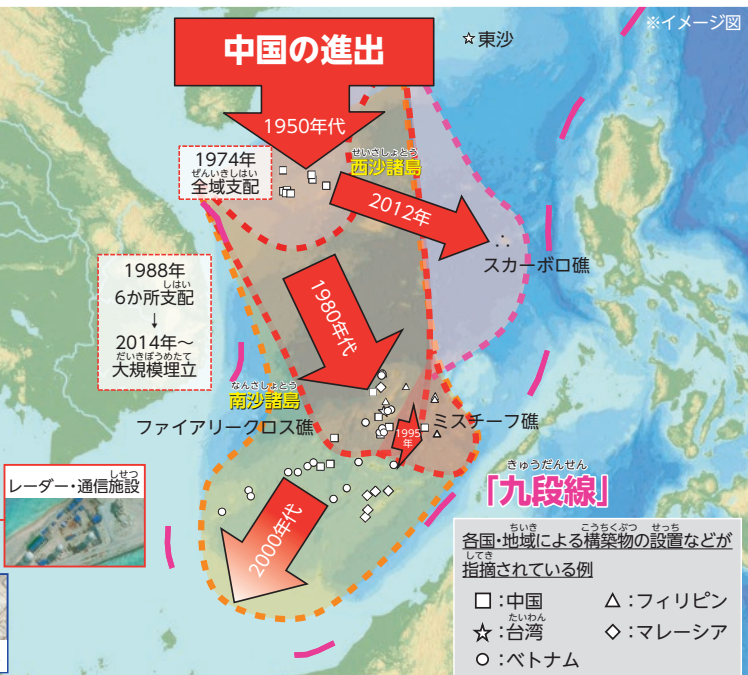 ※イメージ図
中国の進出
☆東沙
1950年代
1974年
ぜんいきしはい
全域支配
せいさしょとう
西沙諸島
2012年
スカーボロ礁
1988年
しはい
6か所支配
↓
2014年～
だいきぼうめたて
大規模埋立
1980年代
なんさしょとう
南沙諸島
ファイアリークロス礁
ミスチーフ礁
1995
年
きゅうだんせん
「九段線」
しせつ
レーダー・通信施設
2000年代
ちいき こうちくぶつ せっち
各国・地域による構築物の設置などが
してき
指摘されている例
□：中国 △：フィリピン
たいわん
☆：台湾 ◇：マレーシア
○：ベトナム